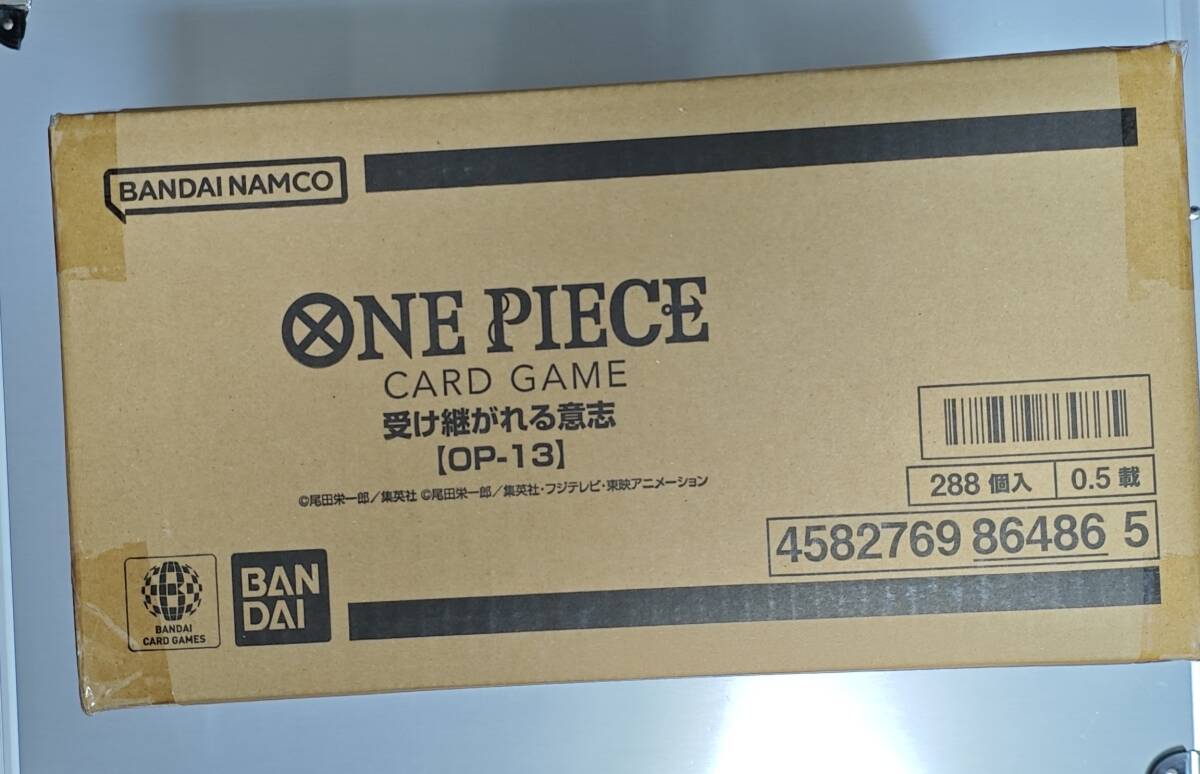 BANDAI NAMCO
ONE PIECE
CARD GAME
受け継がれる意志
【OP-13】
©尾田栄一郎／集英社 ©尾田栄一郎／集英社・フジテレビ・東映アニメーション
288 個入
0.5 載
4582769 86486 5
BANDAI
CARD GAMES
BAN
DAI